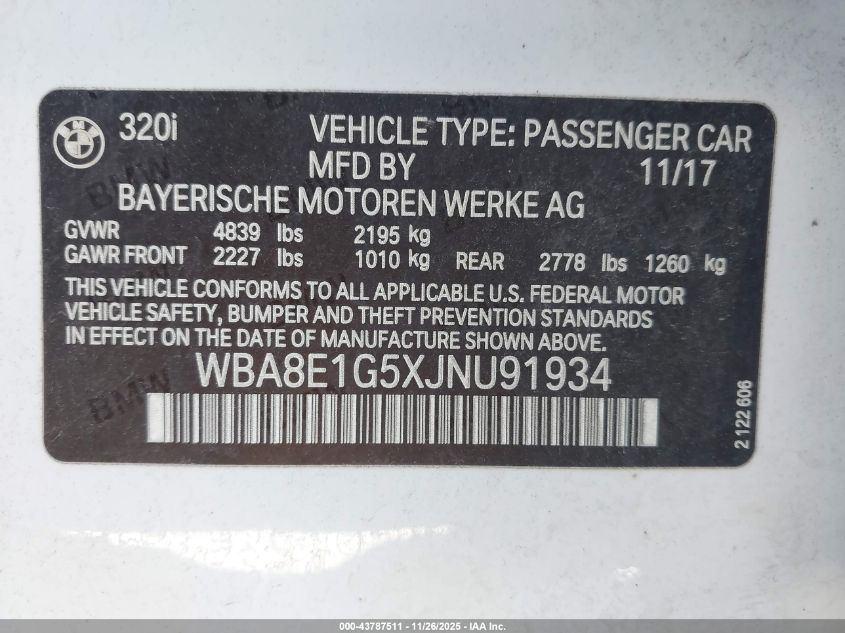 320i VEHICLE TYPE: PASSENGER CAR
MFD BY 11/17
BAYERISCHE MOTOREN WERKE AG
GVWR 4839 lbs 2195 kg
GAWR FRONT 2227 lbs 1010 kg REAR 2778 lbs 1260 kg
THIS VEHICLE CONFORMS TO ALL APPLICABLE U.S. FEDERAL MOTOR
VEHICLE SAFETY, BUMPER AND THEFT PREVENTION STANDARDS
IN EFFECT ON THE DATE OF MANUFACTURE SHOWN ABOVE.
WBA8E1G5XJNU91934
2 122 606
BMW
000-43787511 - 11/26/2025 - IAA Inc.